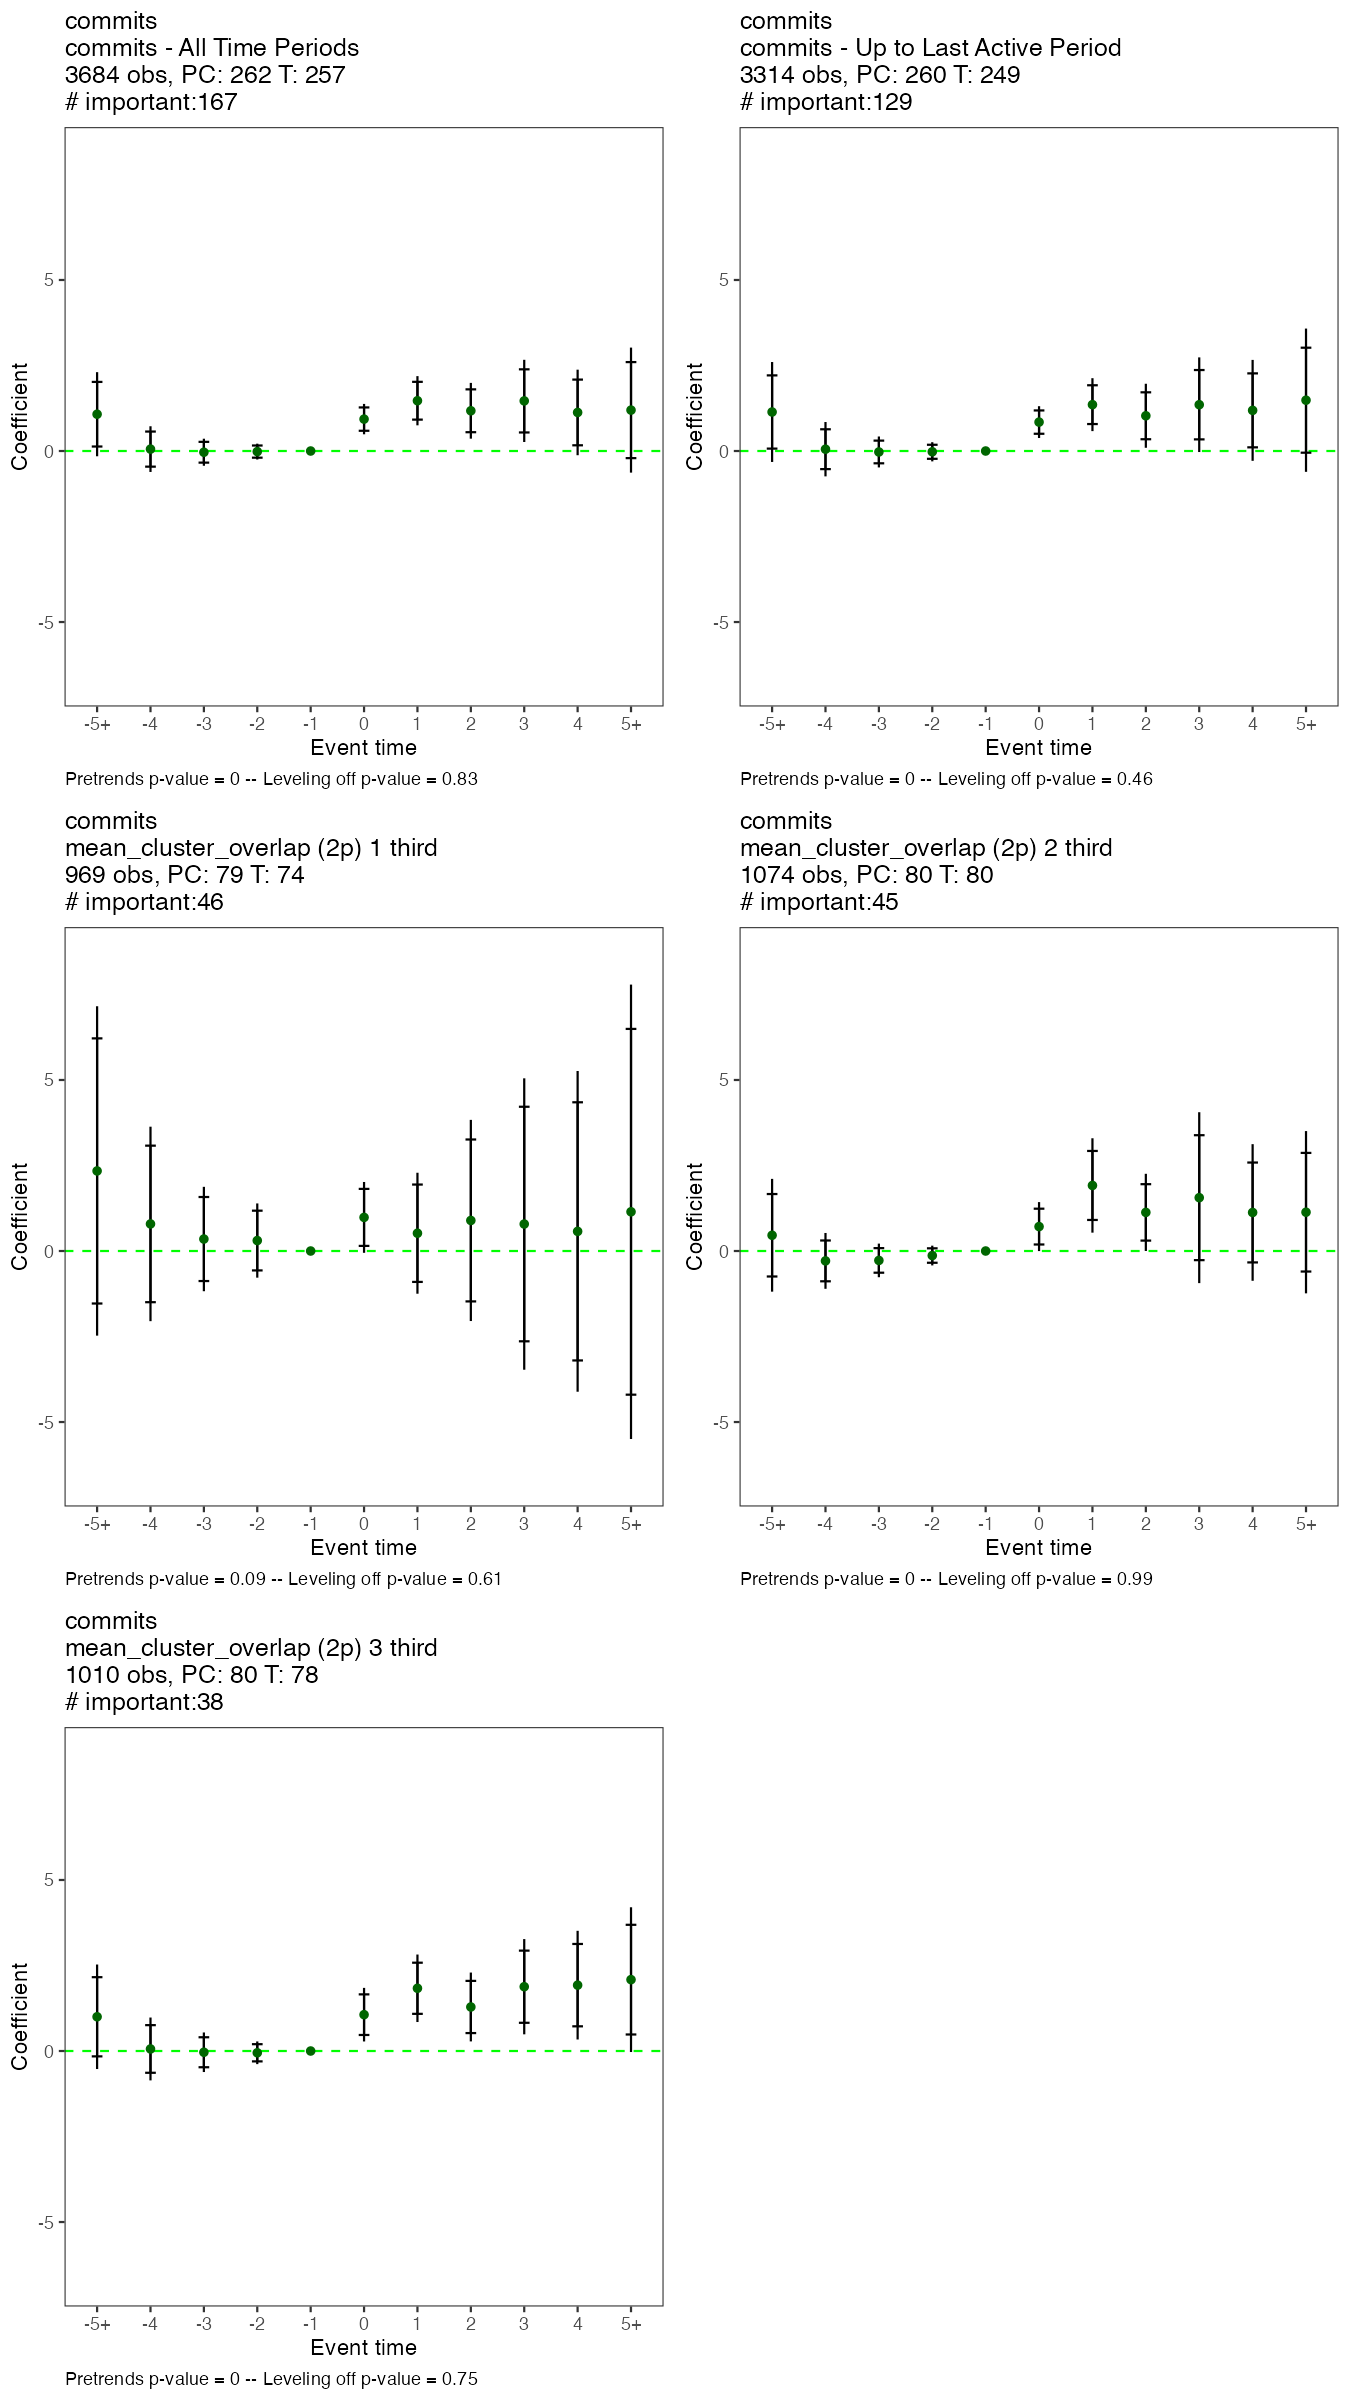 commits
commits - All Time Periods
3684 obs, PC: 262 T: 257
# important:167
Coefficient
5
0
-5
-5+ -4 -3 -2 -1 0 1 2 3 4 5+
Event time
Pretrends p-value = 0 -- Leveling off p-value = 0.83
commits
commits - Up to Last Active Period
3314 obs, PC: 260 T: 249
# important:129
Coefficient
5
0
-5
-5+ -4 -3 -2 -1 0 1 2 3 4 5+
Event time
Pretrends p-value = 0 -- Leveling off p-value = 0.46
commits
mean_cluster_overlap (2p) 1 third
969 obs, PC: 79 T: 74
# important:46
Coefficient
5
0
-5
-5+ -4 -3 -2 -1 0 1 2 3 4 5+
Event time
Pretrends p-value = 0.09 -- Leveling off p-value = 0.61
commits
mean_cluster_overlap (2p) 2 third
1074 obs, PC: 80 T: 80
# important:45
Coefficient
5
0
-5
-5+ -4 -3 -2 -1 0 1 2 3 4 5+
Event time
Pretrends p-value = 0 -- Leveling off p-value = 0.99
commits
mean_cluster_overlap (2p) 3 third
1010 obs, PC: 80 T: 78
# important:38
Coefficient
5
0
-5
-5+ -4 -3 -2 -1 0 1 2 3 4 5+
Event time
Pretrends p-value = 0 -- Leveling off p-value = 0.75